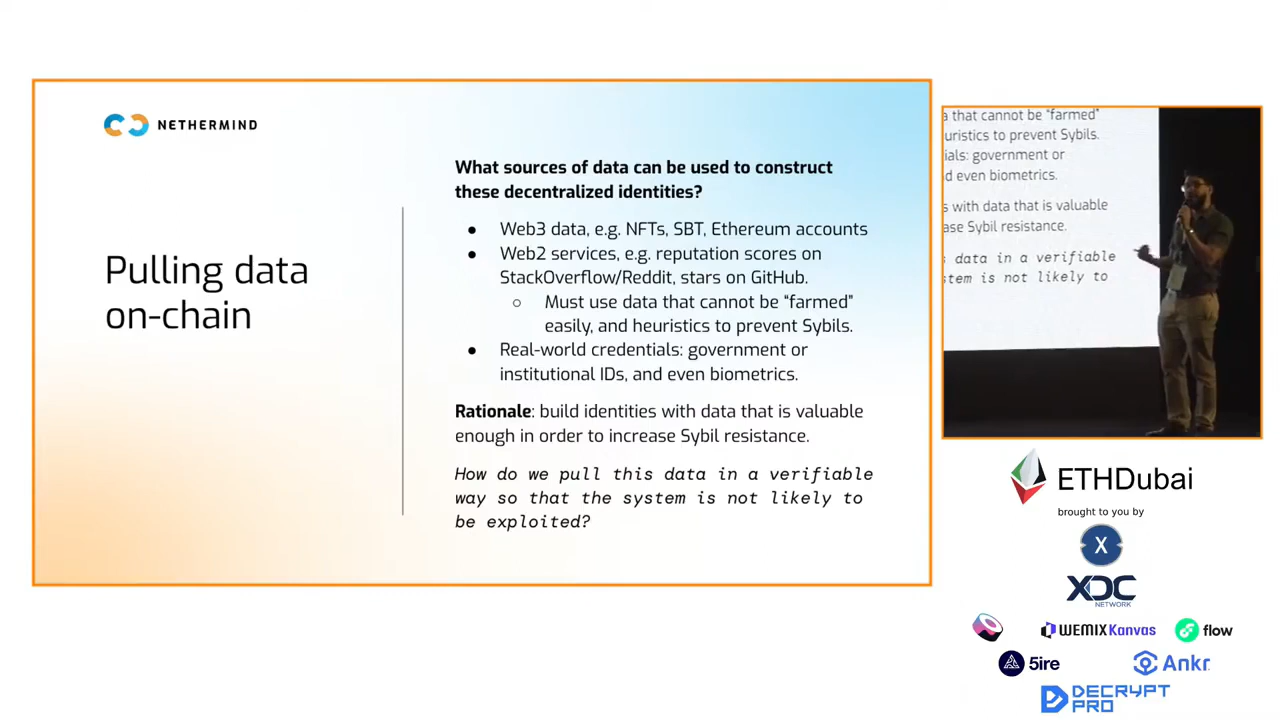 NETHERMIND
Pulling data
on-chain
What sources of data can be used to construct
these decentralized identities?
● Web3 data, e.g. NFTs, SBT, Ethereum accounts
● Web2 services, e.g. reputation scores on
StackOverflow/Reddit, stars on GitHub.
○ Must use data that cannot be “farmed”
easily, and heuristics to prevent Sybils.
● Real-world credentials: government or
institutional IDs, and even biometrics.
Rationale: build identities with data that is valuable
enough in order to increase Sybil resistance.
How do we pull this data in a verifiable
way so that the system is not likely to
be exploited?
a that cannot be “farmed”
euristics to prevent Sybils.
ials: government or
d even biometrics.
s with data that is valuable
ase Sybil resistance.
s data in a verifiable
stem is not likely to
ETHDubai
brought to you by
X
XDC
NETWORK
WEMIX Kanvas
flow
5ire
Ankr
DECRYPT
PRO